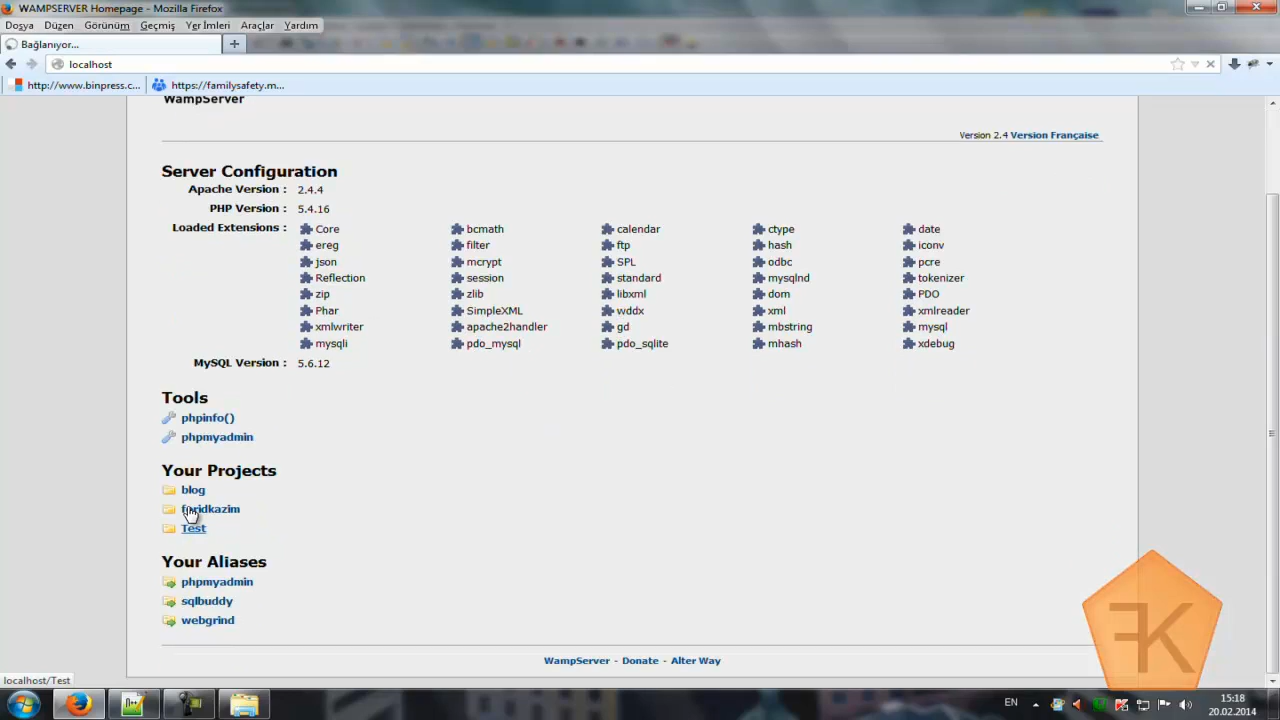 WAMPSERVER Homepage - Mozilla Firefox
Dosya Düzen Görünüm Geçmiş Yer İmleri Araçlar Yardım
Bağlanıyor...
localhost
http://www.binpress.c... https://familysafety.m...
WampServer
Version 2.4 Version Française
Server Configuration
Apache Version : 2.4.4
PHP Version : 5.4.16
Loaded Extensions : Core bcmath calendar ctype date
ereg filter ftp hash iconv
json mcrypt SPL odbc pcre
Reflection session standard mysqlnd tokenizer
zip zlib libxml dom PDO
Phar SimpleXML wddx xml xmlreader
xmlwriter apache2handler gd mbstring mysql
mysqli pdo_mysql pdo_sqlite mhash xdebug
MySQL Version : 5.6.12
Tools
phpinfo()
phpmyadmin
Your Projects
blog
faridkazim
Test
Your Aliases
phpmyadmin
sqlbuddy
webgrind
WampServer - Donate - Alter Way
FK
localhost/Test
EN 15:18
20.02.2014